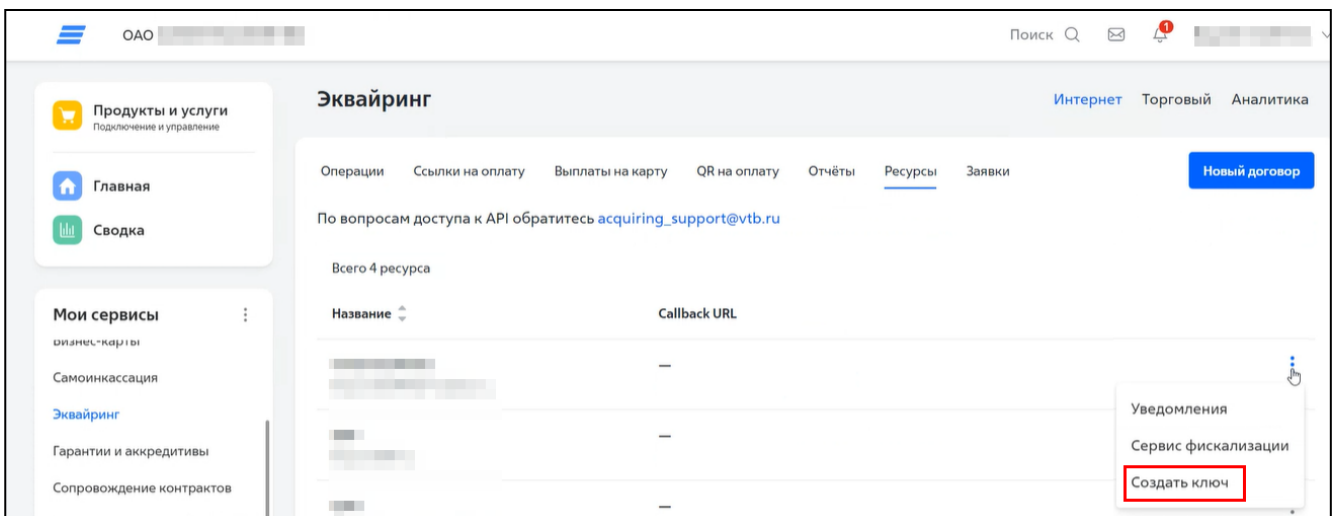 ОАО
Поиск
1
Продукты и услуги
Подключение и управление
Главная
Сводка
Мои сервисы
Бизнес-карты
Самоинкассация
Эквайринг
Гарантии и аккредитивы
Сопровождение контрактов
Эквайринг
Интернет Торговый Аналитика
Операции Ссылки на оплату Выплаты на карту QR на оплату Отчёты Ресурсы Заявки
Новый договор
По вопросам доступа к API обратитесь acquiring_support@vtb.ru
Всего 4 ресурса
Название Callback URL
—
—
—
Уведомления
Сервис фискализации
Создать ключ